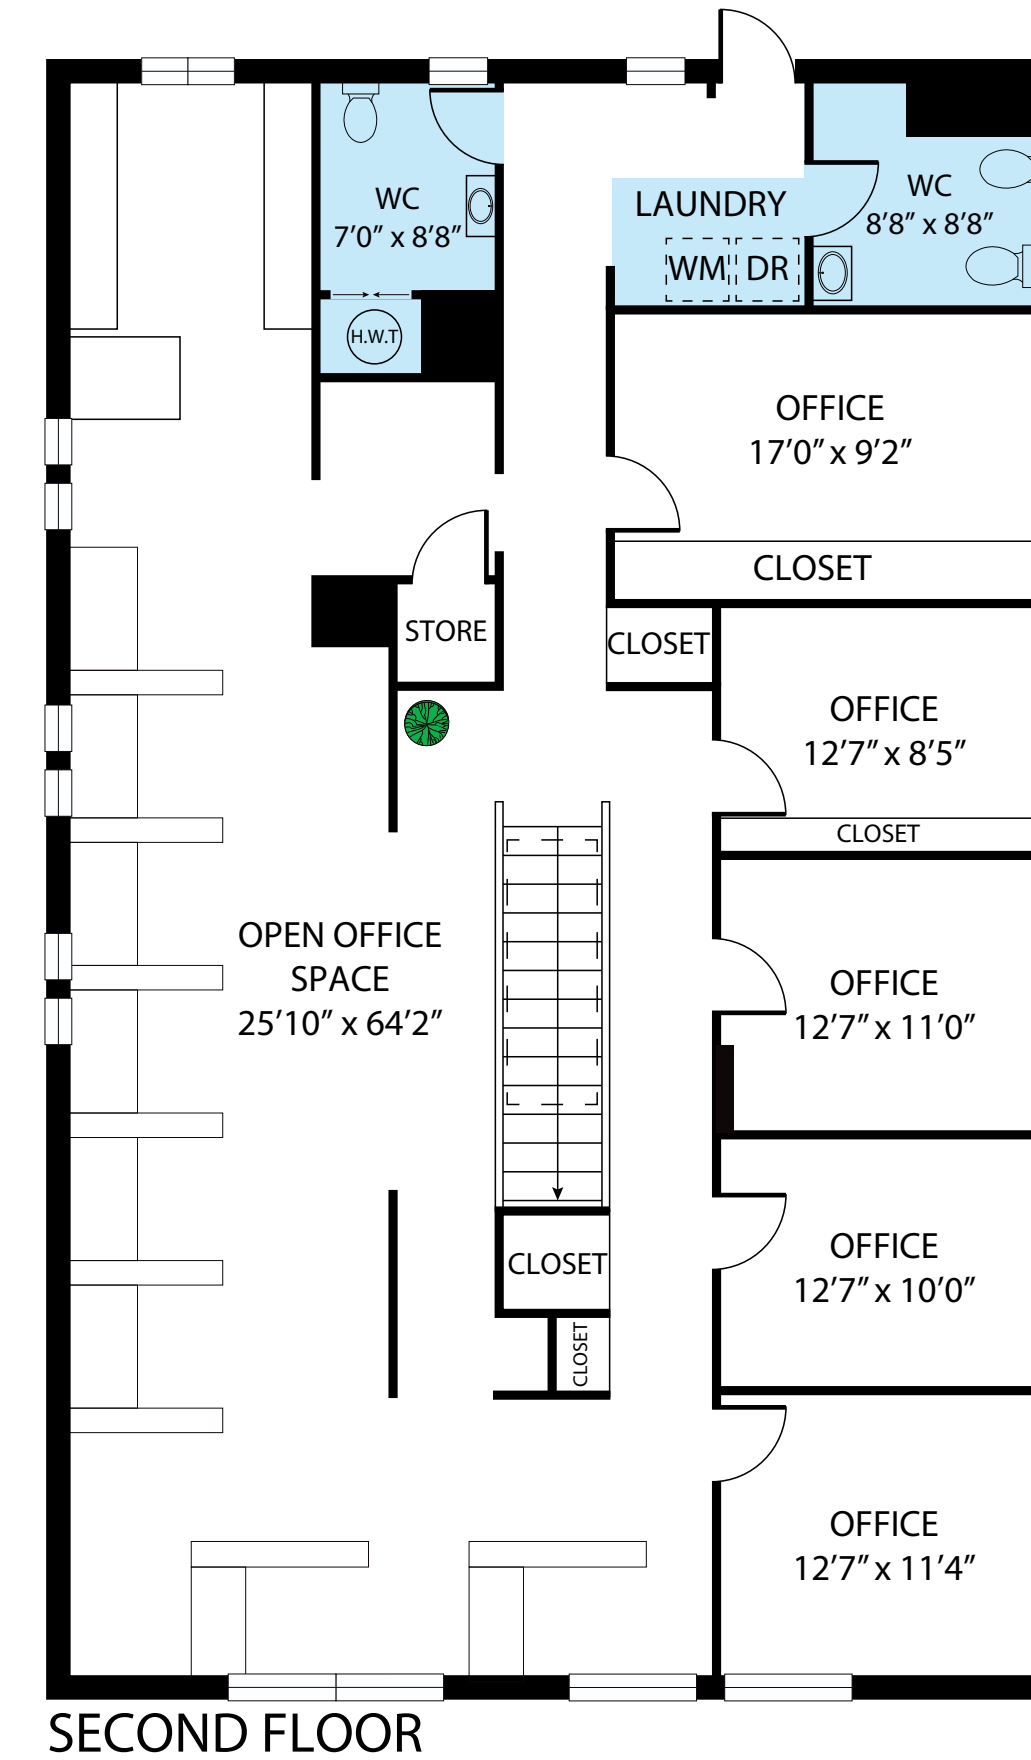 WC
7’0” x 8’8”
LAUNDRY
WM
DR
WC
8’8” x 8’8”
H.W.T
OFFICE
17’0” x 9’2”
CLOSET
STORE
CLOSET
OFFICE
12’7” x 8’5”
CLOSET
OPEN OFFICE
SPACE
25’10” x 64’2”
OFFICE
12’7” x 11’0”
CLOSET
OFFICE
12’7” x 10’0”
CLOSET
OFFICE
12’7” x 11’4”
SECOND FLOOR